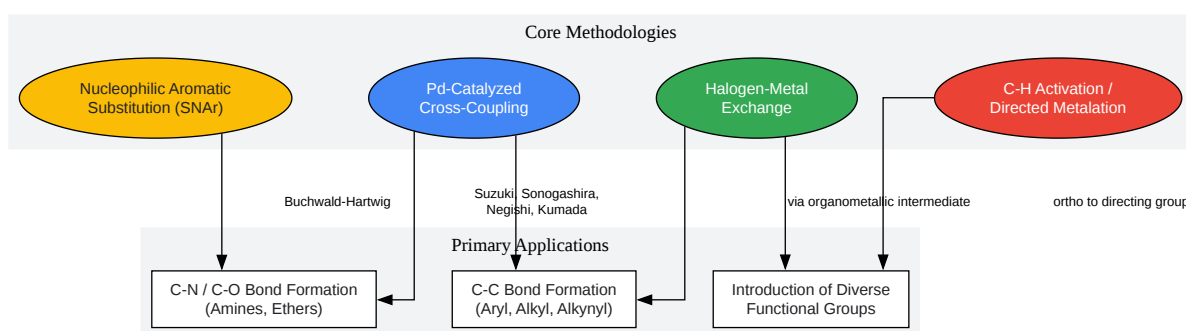 Core Methodologies
Nucleophilic Aromatic
Substitution (SNAr)
Pd-Catalyzed
Cross-Coupling
Halogen-Metal
Exchange
C-H Activation /
Directed Metalation
Buchwald-Hartwig
Suzuki, Sonogashira,
Negishi, Kumada
via organometallic intermediate
ortho to directing group
Primary Applications
C-N / C-O Bond Formation
(Amines, Ethers)
C-C Bond Formation
(Aryl, Alkyl, Alkynyl)
Introduction of Diverse
Functional Groups